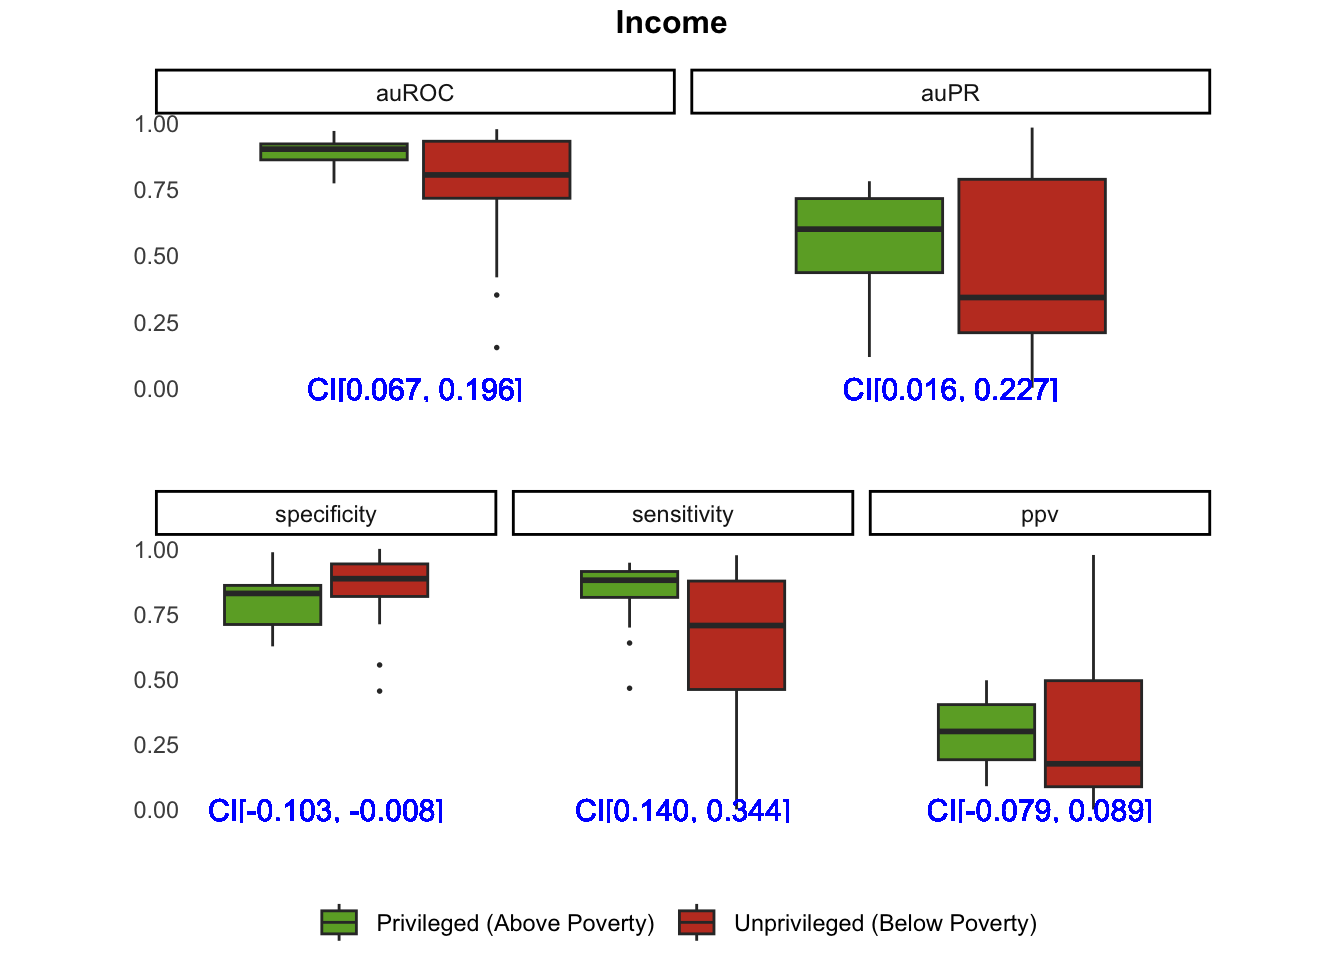 Income
auROC
auPR
1.00
0.75
0.50
0.25
0.00
CI[0.067, 0.196]
CI[0.016, 0.227]
specificity
sensitivity
ppv
1.00
0.75
0.50
0.25
0.00
CI[-0.103, -0.008]
CI[0.140, 0.344]
CI[-0.079, 0.089]
Privileged (Above Poverty)
Unprivileged (Below Poverty)